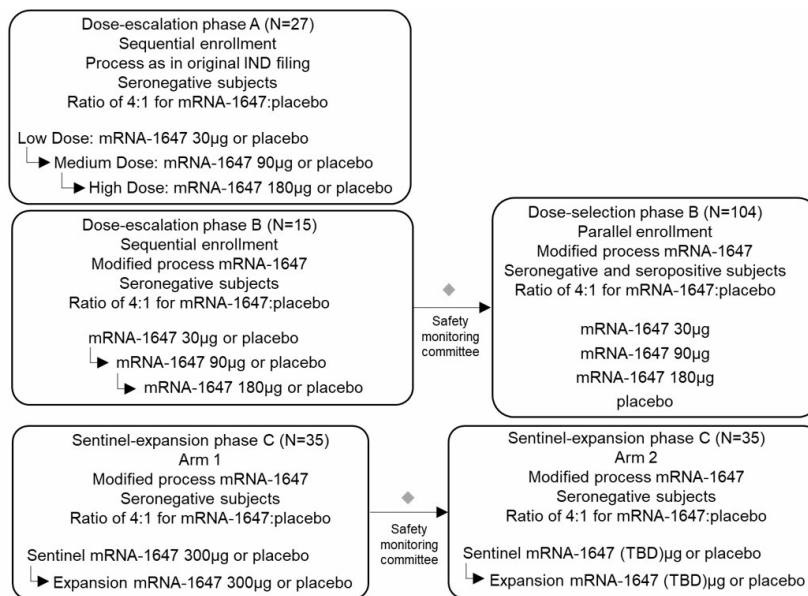 Dose-escalation phase A (N=27)
Sequential enrollment
Process as in original IND filing
Seronegative subjects
Ratio of 4:1 for mRNA-1647:placebo
Low Dose: mRNA-1647 30µg or placebo
Medium Dose: mRNA-1647 90µg or placebo
High Dose: mRNA-1647 180µg or placebo
Dose-escalation phase B (N=15)
Sequential enrollment
Modified process mRNA-1647
Seronegative subjects
Ratio of 4:1 for mRNA-1647:placebo
mRNA-1647 30µg or placebo
mRNA-1647 90µg or placebo
mRNA-1647 180µg or placebo
Safety
monitoring
committee
Dose-selection phase B (N=104)
Parallel enrollment
Modified process mRNA-1647
Seronegative and seropositive subjects
Ratio of 4:1 for mRNA-1647:placebo
mRNA-1647 30µg
mRNA-1647 90µg
mRNA-1647 180µg
placebo
Sentinel-expansion phase C (N=35)
Arm 1
Modified process mRNA-1647
Seronegative subjects
Ratio of 4:1 for mRNA-1647:placebo
Sentinel mRNA-1647 300µg or placebo
Expansion mRNA-1647 300µg or placebo
Safety
monitoring
committee
Sentinel-expansion phase C (N=35)
Arm 2
Modified process mRNA-1647
Seronegative subjects
Ratio of 4:1 for mRNA-1647:placebo
Sentinel mRNA-1647 (TBD)µg or placebo
Expansion mRNA-1647 (TBD)µg or placebo